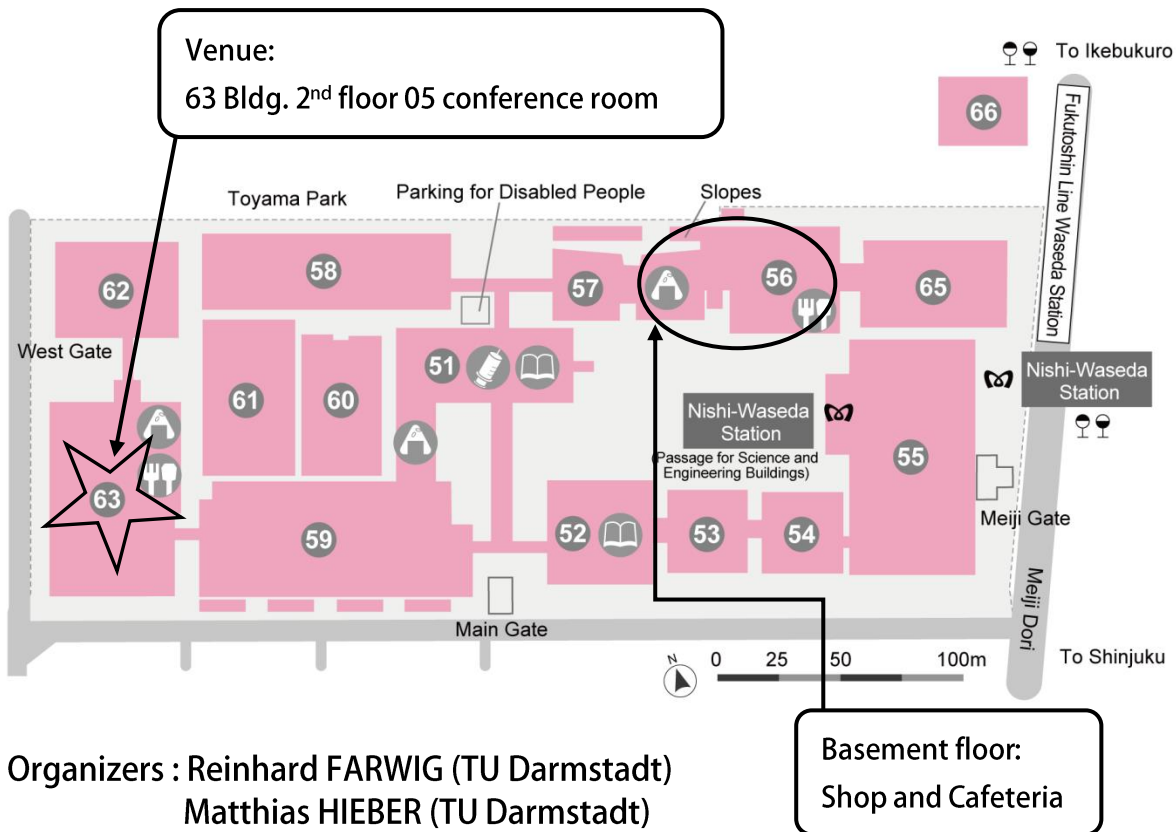 Venue:
63 Bldg. 2nd floor 05 conference room
To Ikebukuro
66
Fukutoshin Line Waseda Station
Toyama Park
Parking for Disabled People
Slopes
62
58
57
56
65
West Gate
51
61
60
Nishi-Waseda
Station
Nishi-Waseda
Station
(Passage for Science and
Engineering Buildings)
55
63
59
52
53
54
Meiji Gate
Main Gate
Meiji Dori
N
0 25 50 100m
To Shinjuku
Basement floor:
Shop and Cafeteria
Organizers : Reinhard FARWIG (TU Darmstadt)
Matthias HIEBER (TU Darmstadt)